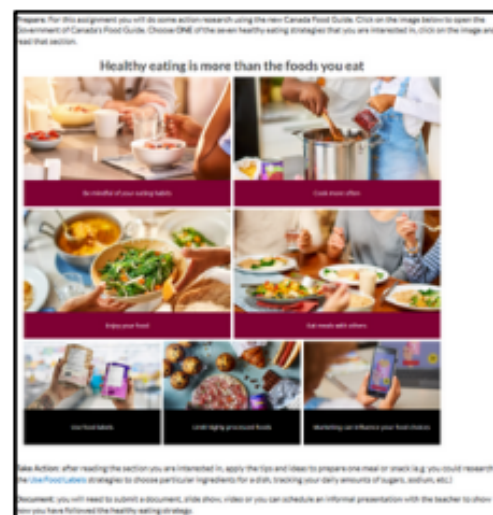 Prepare: For this assignment you will do some action research using the new Canada Food Guide. Click on the image below to open the
Government of Canada's Food Guide. Choose ONE of the seven healthy eating strategies that you are interested in, click on the image and
read that section.
Healthy eating is more than the foods you eat
Be mindful of your eating habits
Cook more often
Enjoy your food
Eat meals with others
Use food labels
Limit highly processed foods
Marketing can influence your food choices
Take Action: after reading the section you are interested in, apply the tips and ideas to prepare one meal or snack (e.g. you could research
the Use Food Labels strategies to choose particular ingredients for a dish, tracking your daily amounts of sugars, sodium, etc.)
Document: you will need to submit a document, slide show, video or you can schedule an informal presentation with the teacher to show
how you have followed the healthy eating strategy.